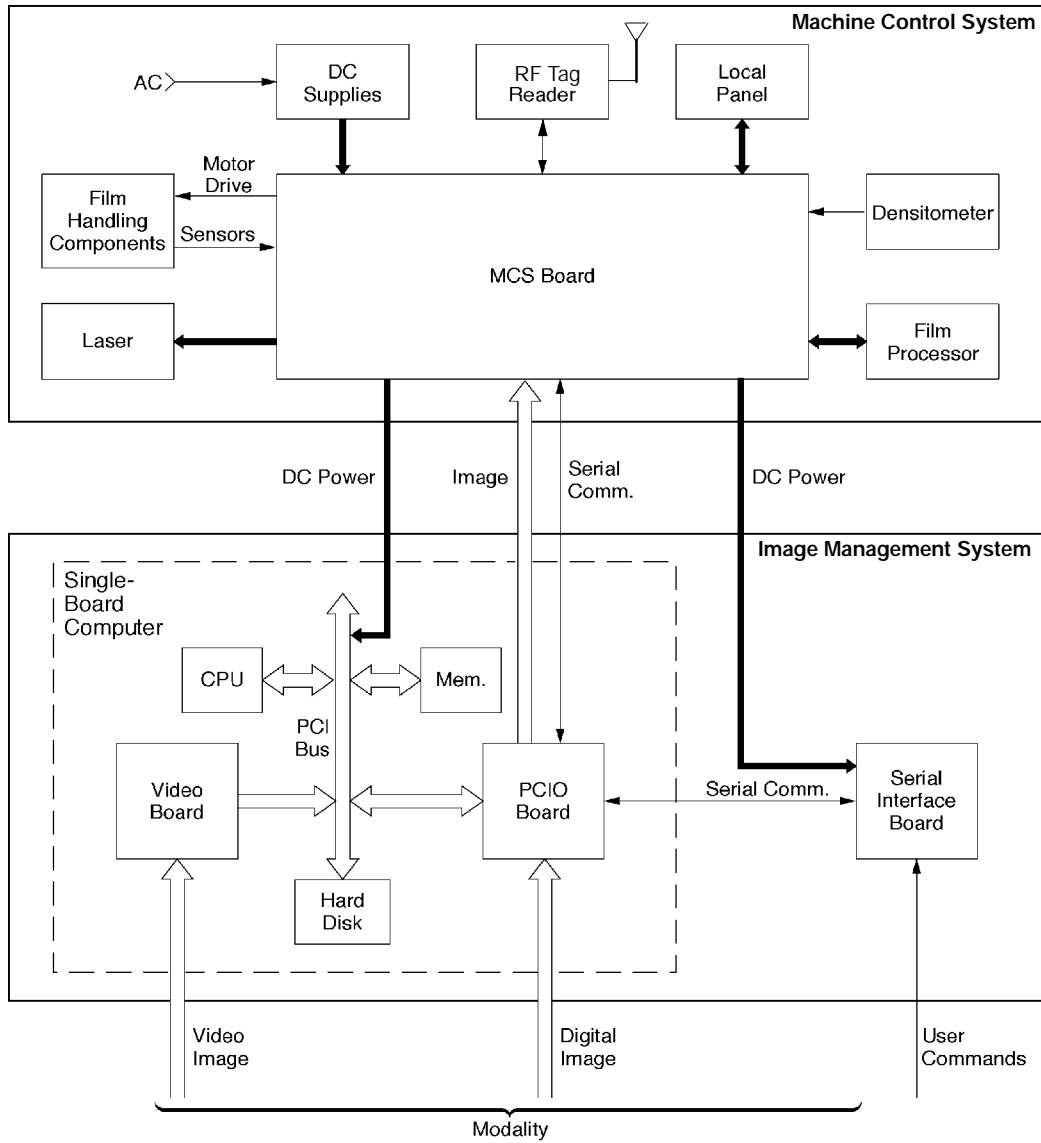 Machine Control System
AC
DC
Supplies
RF Tag
Reader
Local
Panel
Motor
Drive
Film
Handling
Components
Sensors
Densitometer
MCS Board
Laser
Film
Processor
DC Power
Image
Serial
Comm.
DC Power
Image Management System
Single-
Board
Computer
CPU
Mem.
PCI
Bus
Video
Board
PCIO
Board
Serial Comm.
Serial
Interface
Board
Hard
Disk
Video
Image
Digital
Image
User
Commands
Modality